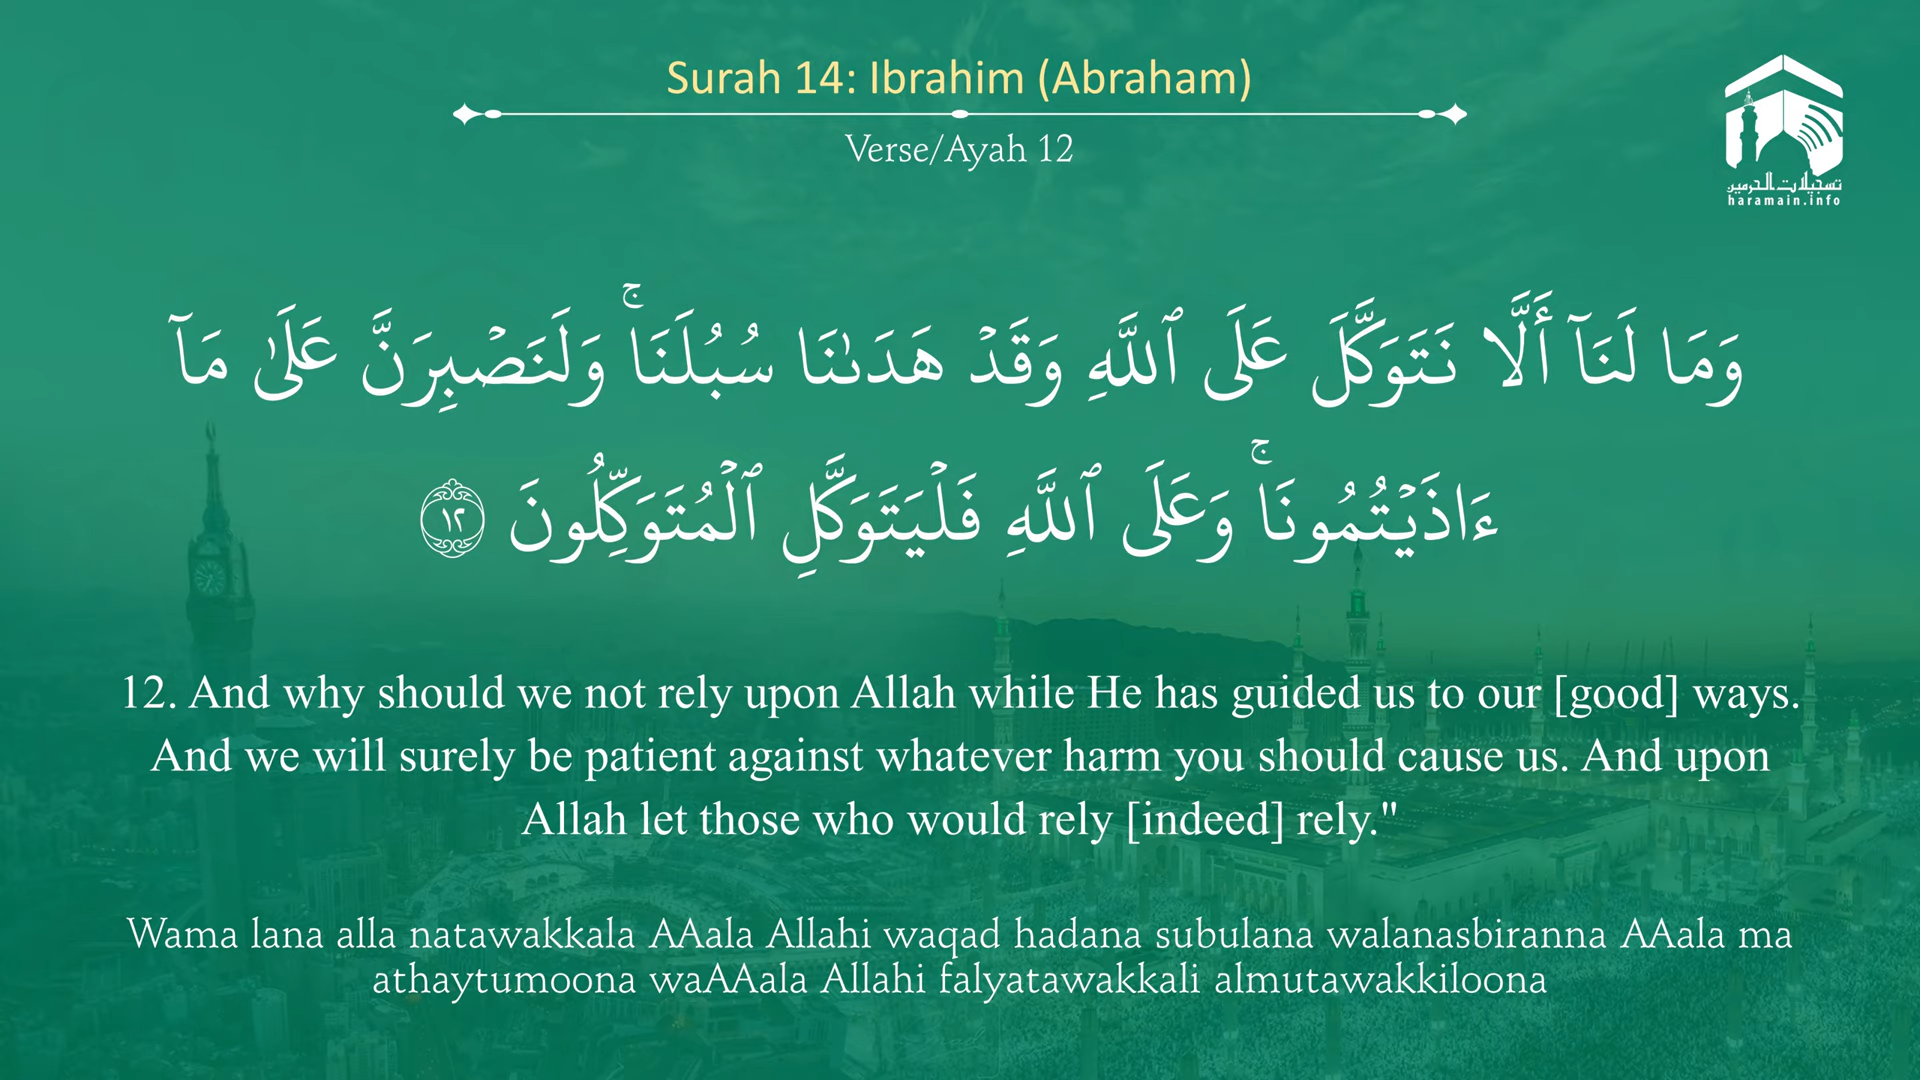 Surah 14: Ibrahim (Abraham)
Verse/Ayah 12
تسجيلات الحرمين
haramain.info
وَمَا لَنَآ أَلَّا نَتَوَكَّلَ عَلَى ٱللَّهِ وَقَدْ هَدَىٰنَا سُبُلَنَا ۚ وَلَنَصْبِرَنَّ عَلَىٰ مَآ
ءَاذَيْتُمُونَا ۚ وَعَلَى ٱللَّهِ فَلْيَتَوَكَّلِ ٱلْمُتَوَكِّلُونَ ١٢
12. And why should we not rely upon Allah while He has guided us to our [good] ways.
And we will surely be patient against whatever harm you should cause us. And upon
Allah let those who would rely [indeed] rely."
Wama lana alla natawakkala AAala Allahi waqad hadana subulana walanasbiranna AAala ma
athaytumoona waAAala Allahi falyatawakkali almutawakkiloona